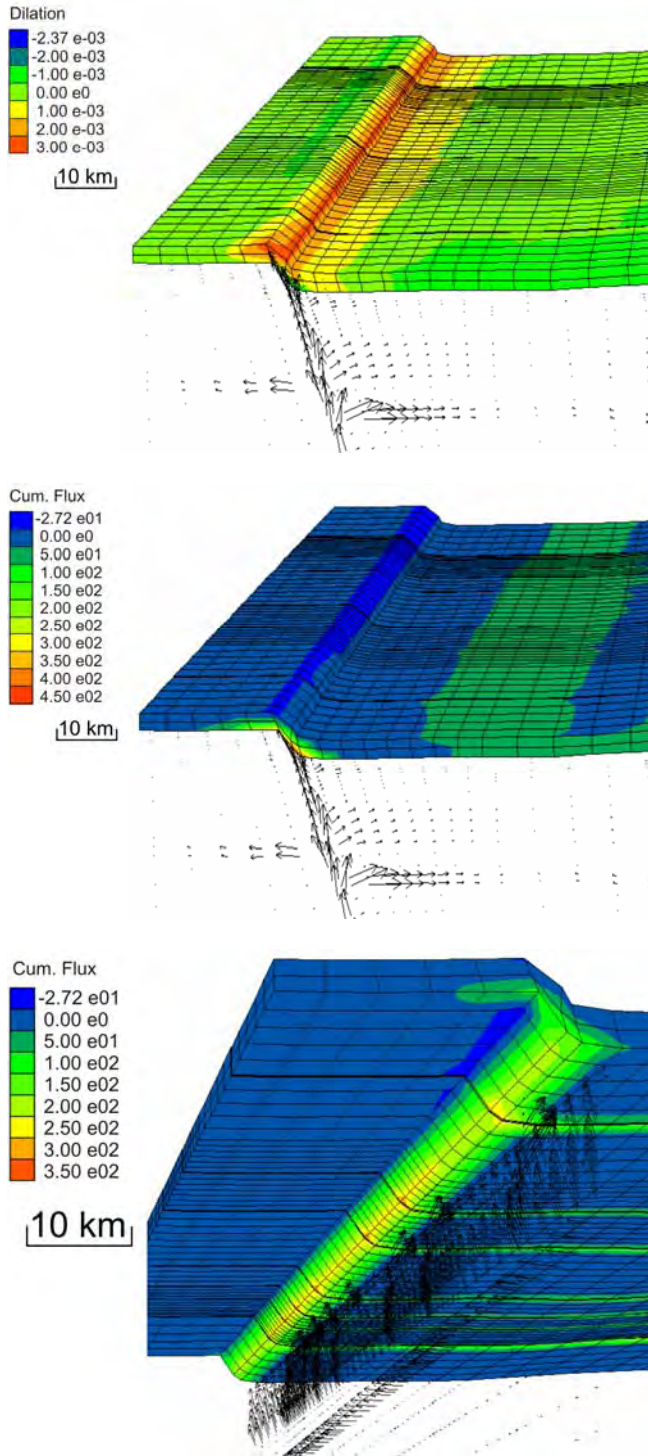 Dilation
-2.37 e-03
-2.00 e-03
-1.00 e-03
0.00 e0
1.00 e-03
2.00 e-03
3.00 e-03
10 km
Cum. Flux
-2.72 e01
0.00 e0
5.00 e01
1.00 e02
1.50 e02
2.00 e02
2.50 e02
3.00 e02
3.50 e02
4.00 e02
4.50 e02
10 km
Cum. Flux
-2.72 e01
0.00 e0
5.00 e01
1.00 e02
1.50 e02
2.00 e02
2.50 e02
3.00 e02
3.50 e02
10 km